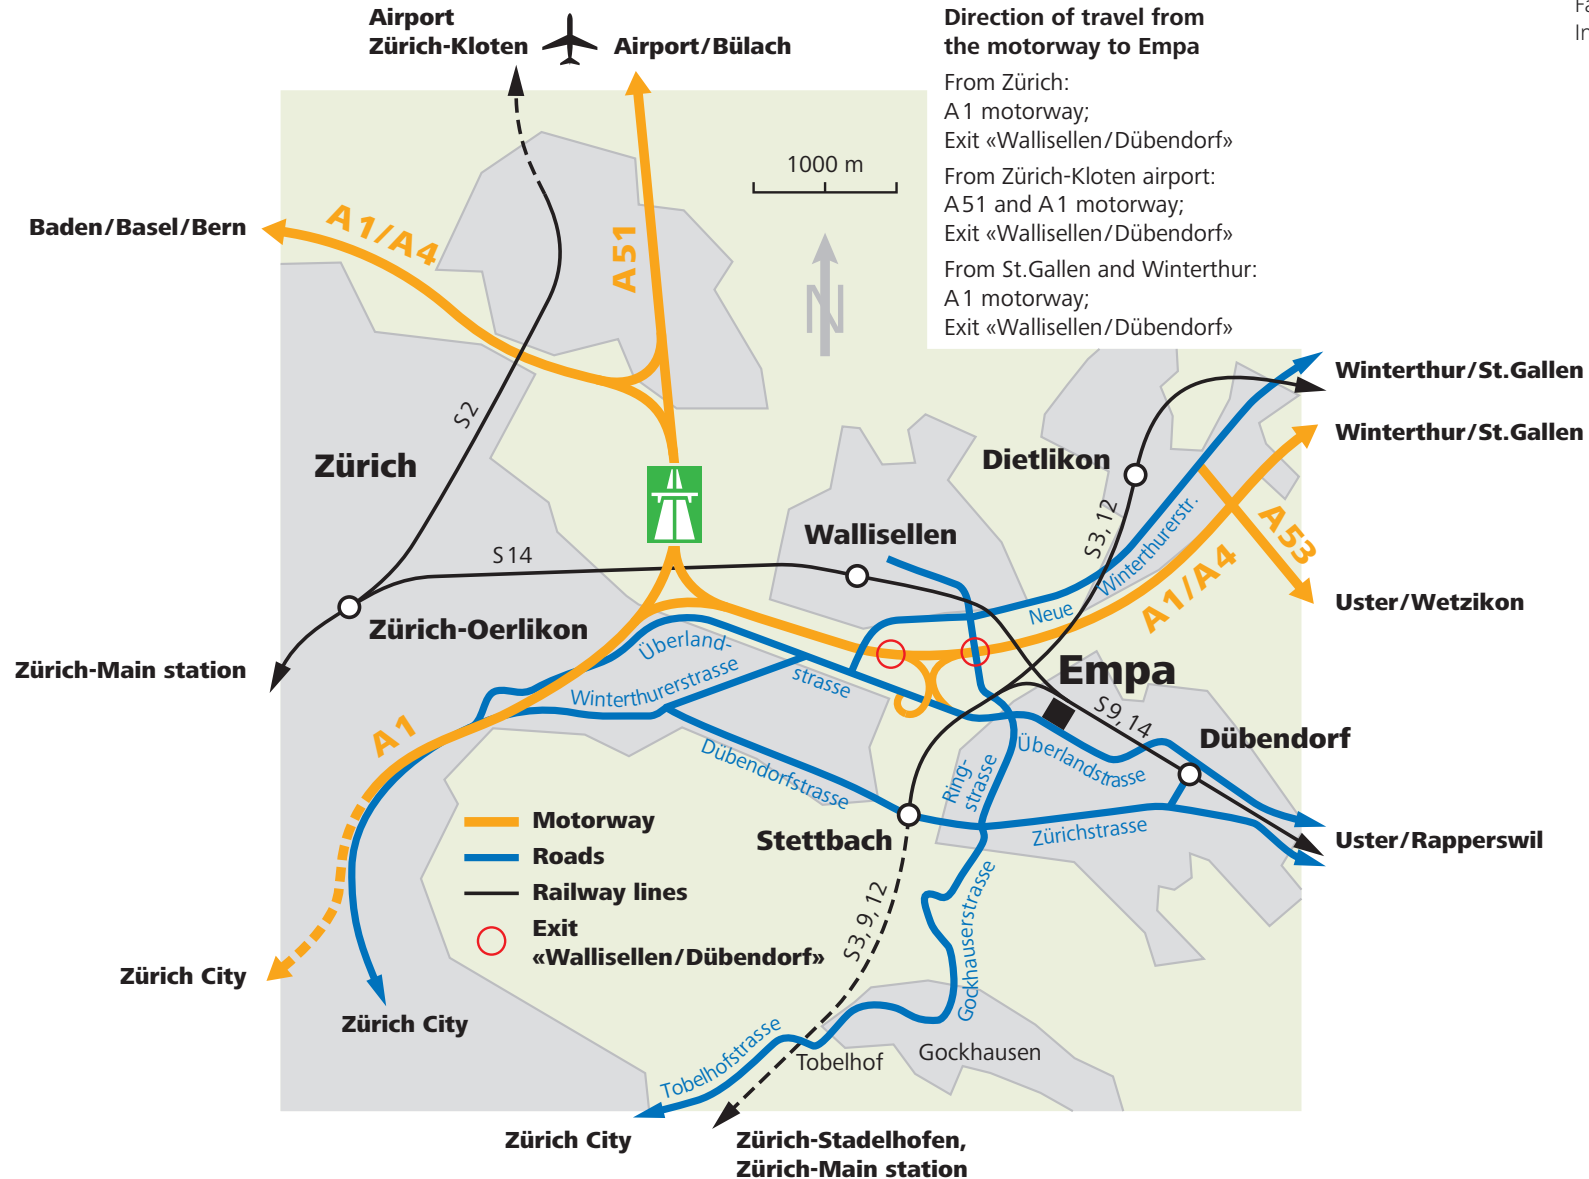 Airport
Zürich-Kloten
Airport/Bülach
Direction of travel from
the motorway to Empa
From Zürich:
A1 motorway;
Exit «Wallisellen/Dübendorf»
From Zürich-Kloten airport:
A51 and A1 motorway;
Exit «Wallisellen/Dübendorf»
From St.Gallen and Winterthur:
A1 motorway;
Exit «Wallisellen/Dübendorf»
1000 m
N
Baden/Basel/Bern
A1/A4
A51
Winterthur/St.Gallen
Winterthur/St.Gallen
S2
Zürich
Dietlikon
S3, 12
Winterthurerstr.
Neue
A53
A1/A4
Wallisellen
S14
Uster/Wetzikon
Zürich-Oerlikon
Zürich-Main station
Überland-
strasse
Winterthurerstrasse
Empa
S9, 14
Dübendorf
A1
Dübendorfstrasse
Ring-
strasse
Überlandstrasse
Zürichstrasse
Stettbach
Uster/Rapperswil
Motorway
Roads
Railway lines
Exit
«Wallisellen/Dübendorf»
S3, 9, 12
Gockhauserstrasse
Zürich City
Zürich City
Tobelhofstrasse
Tobelhof
Gockhausen
Zürich City
Zürich-Stadelhofen,
Zürich-Main station